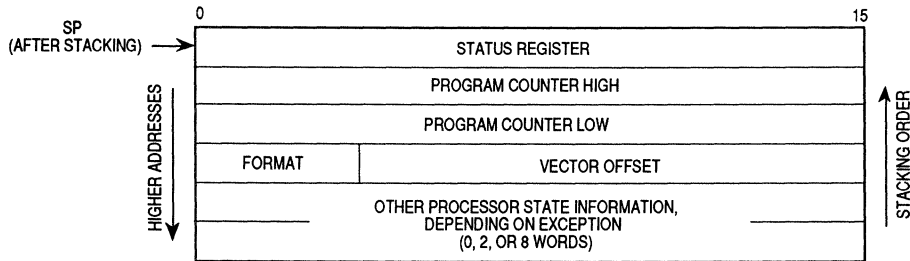 0 15
SP
(AFTER STACKING)
STATUS REGISTER
PROGRAM COUNTER HIGH
PROGRAM COUNTER LOW
FORMAT VECTOR OFFSET
OTHER PROCESSOR STATE INFORMATION,
DEPENDING ON EXCEPTION
(0, 2, OR 8 WORDS)
HIGHER ADDRESSES
STACKING ORDER